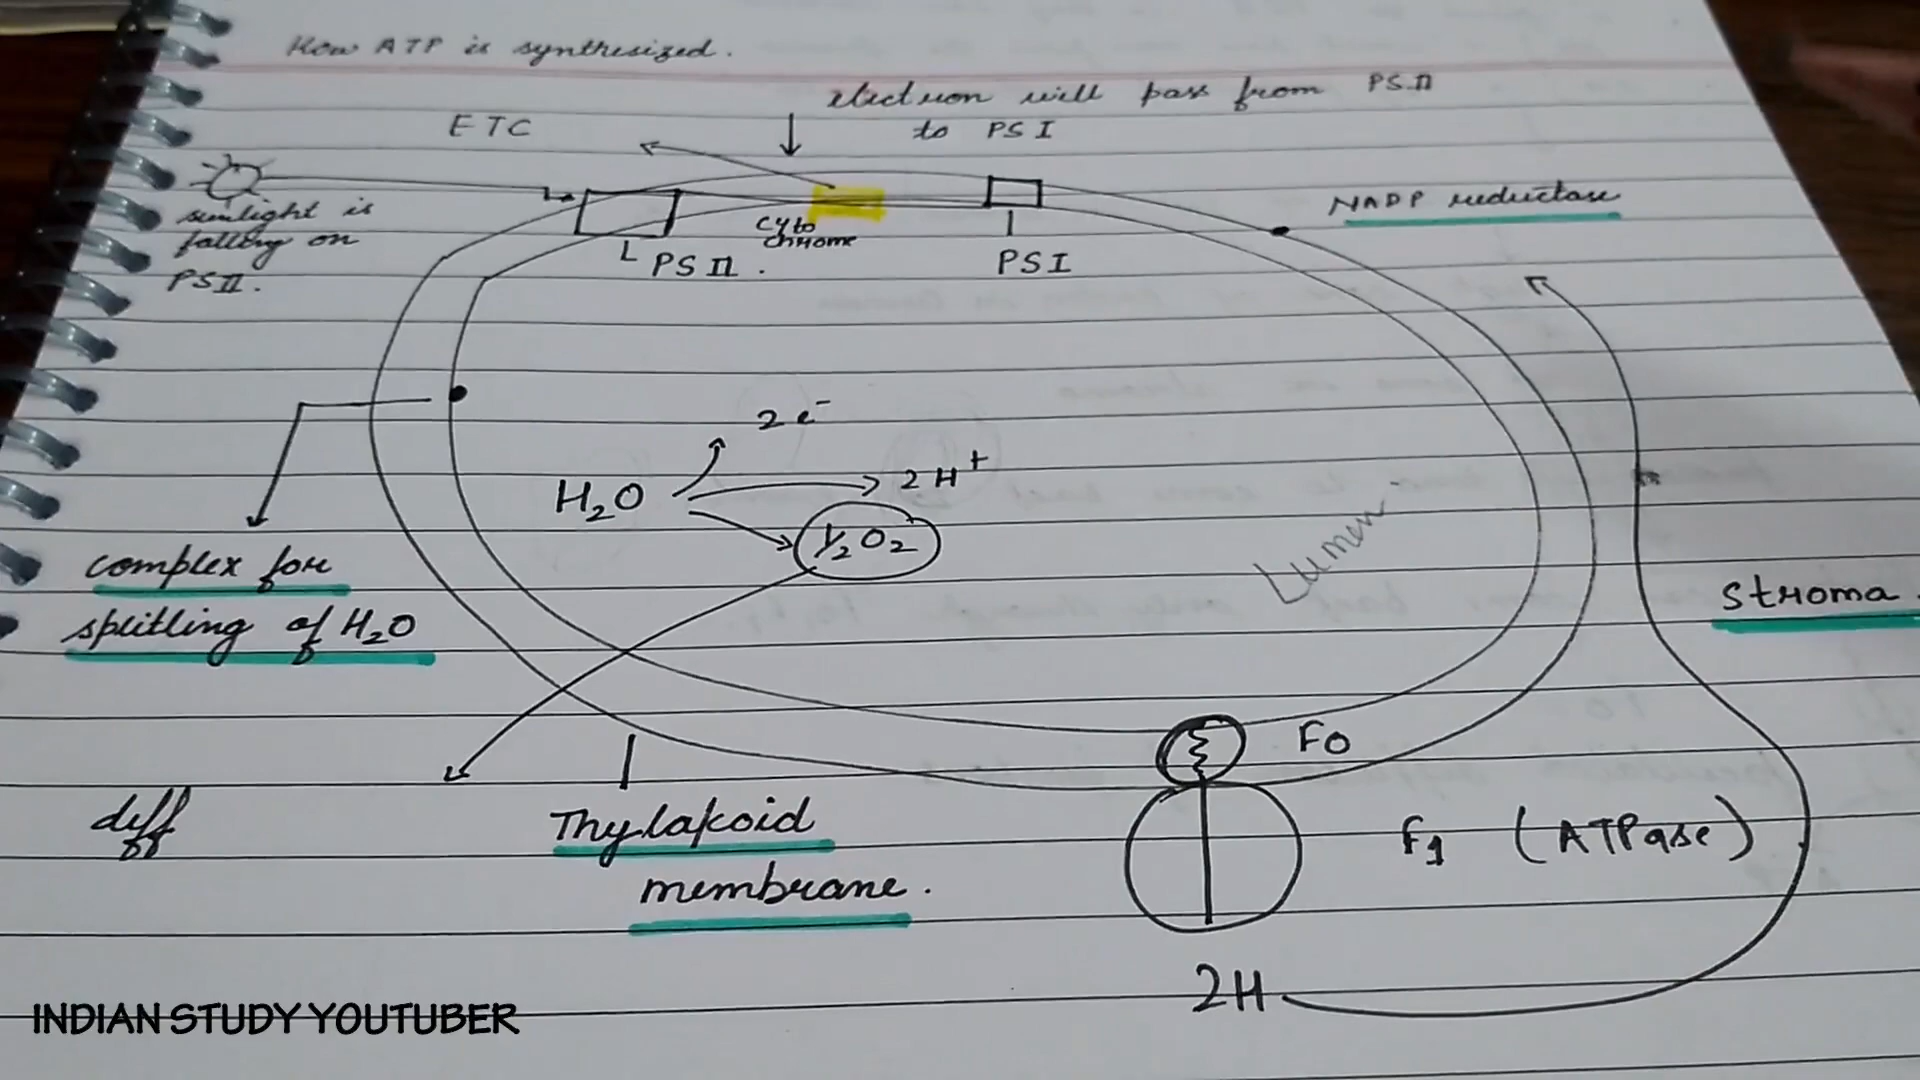 How ATP is synthesized.
electron will pass from PS II
to PS I
ETC
sunlight is
falling on
PS II.
Cyto
chrome
PS II.
PS I
NADP reductase
2e⁻
H₂O
2H⁺
½O₂
Lumen
complex for
splitling of H₂O
stroma.
F0
diff
Thylakoid
membrane.
F1 (ATPase)
2H
INDIAN STUDY YOUTUBER